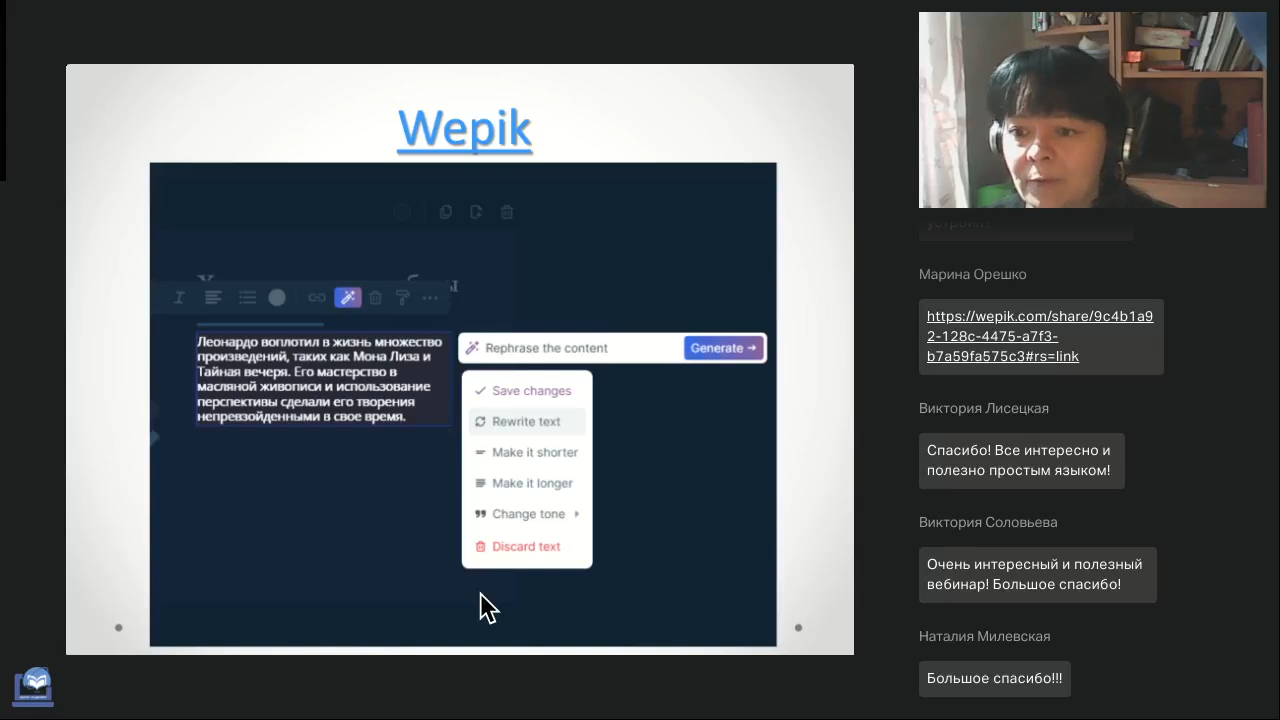 Wepik
Леонардо воплотил в жизнь множество
произведений, таких как Мона Лиза и
Тайная вечеря. Его мастерство в
масляной живописи и использование
перспективы сделали его творения
непревзойденными в свое время.
Rephrase the content
Generate →
Save changes
Rewrite text
Make it shorter
Make it longer
Change tone
Discard text
Марина Орешко
https://wepik.com/share/9c4b1a9
2-128c-4475-a7f3-
b7a59fa575c3#rs=link
Виктория Лисецкая
Спасибо! Все интересно и
полезно простым языком!
Виктория Соловьева
Очень интересный и полезный
вебинар! Большое спасибо!
Наталия Милевская
Большое спасибо!!!